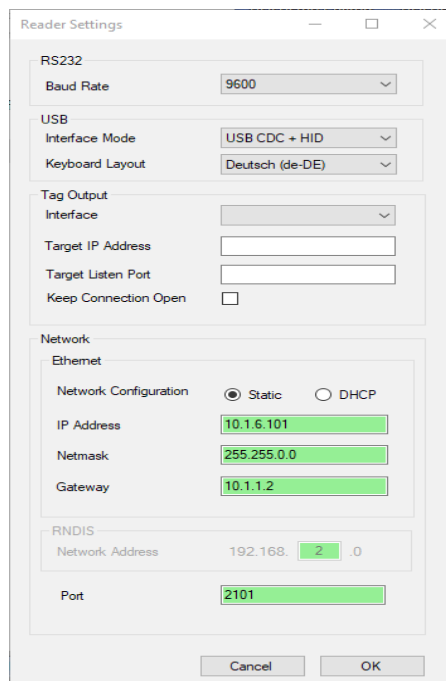 Reader Settings
RS232
Baud Rate 9600
USB
Interface Mode USB CDC + HID
Keyboard Layout Deutsch (de-DE)
Tag Output
Interface
Target IP Address
Target Listen Port
Keep Connection Open
Network
Ethernet
Network Configuration Static DHCP
IP Address 10.1.6.101
Netmask 255.255.0.0
Gateway 10.1.1.2
RNDIS
Network Address 192.168. 2 .0
Port 2101
Cancel OK